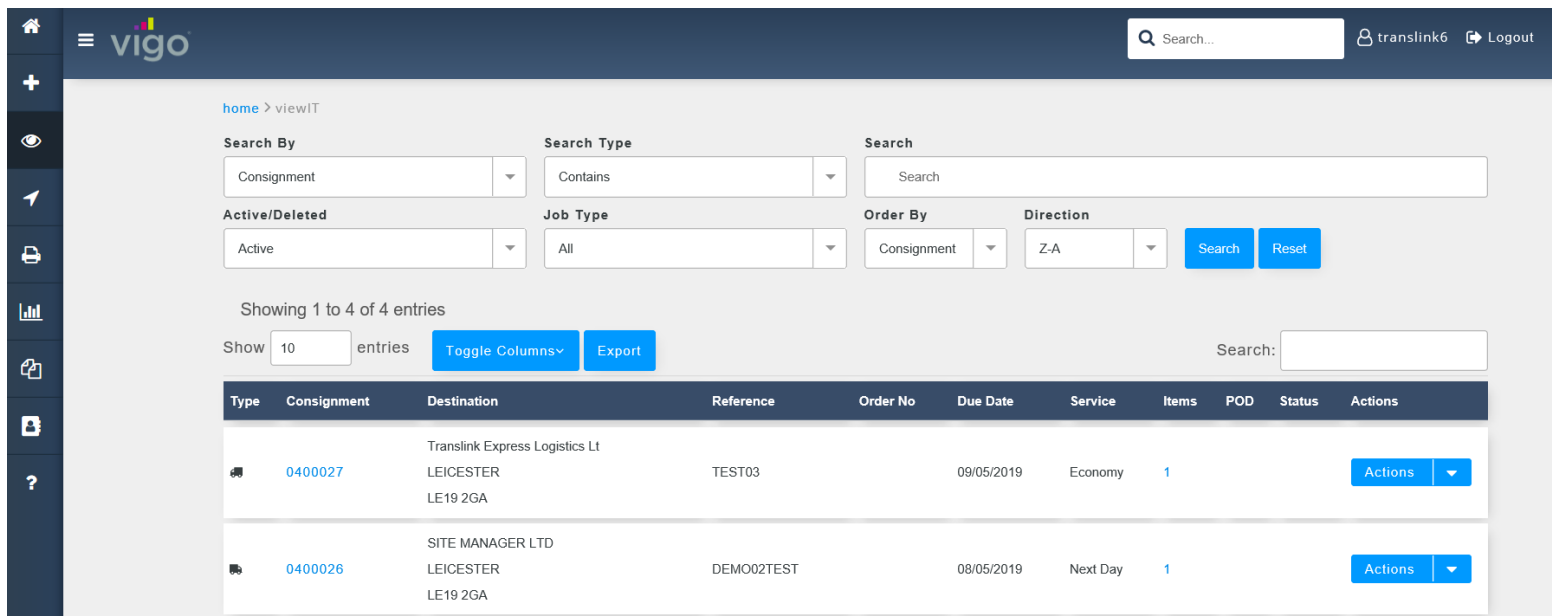 vigo
Search...
translink6
Logout
home > viewIT
Search By
Search Type
Search
Consignment
Contains
Search
Active/Deleted
Job Type
Order By
Direction
Active
All
Consignment
Z-A
Search
Reset
Showing 1 to 4 of 4 entries
Show 10 entries
Toggle Columns
Export
Search:
Type Consignment Destination Reference Order No Due Date Service Items POD Status Actions
Translink Express Logistics Lt
0400027 LEICESTER TEST03 09/05/2019 Economy 1 Actions
LE19 2GA
SITE MANAGER LTD
0400026 LEICESTER DEMO02TEST 08/05/2019 Next Day 1 Actions
LE19 2GA